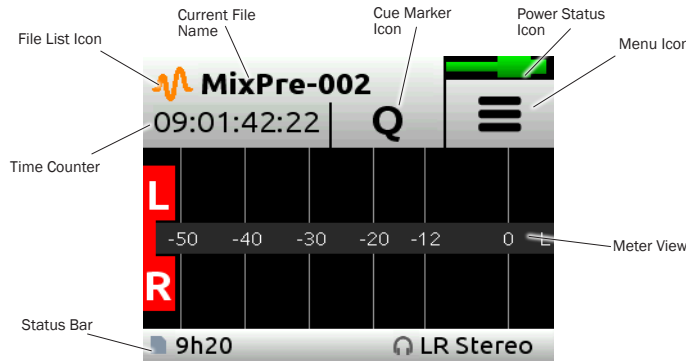 Current File
Name
Cue Marker
Icon
Power Status
Icon
File List Icon
Menu Icon
MixPre-002
09:01:42:22
Q
Time Counter
L
-50 -40 -30 -20 -12 0 L
Meter View
R
Status Bar
9h20
LR Stereo